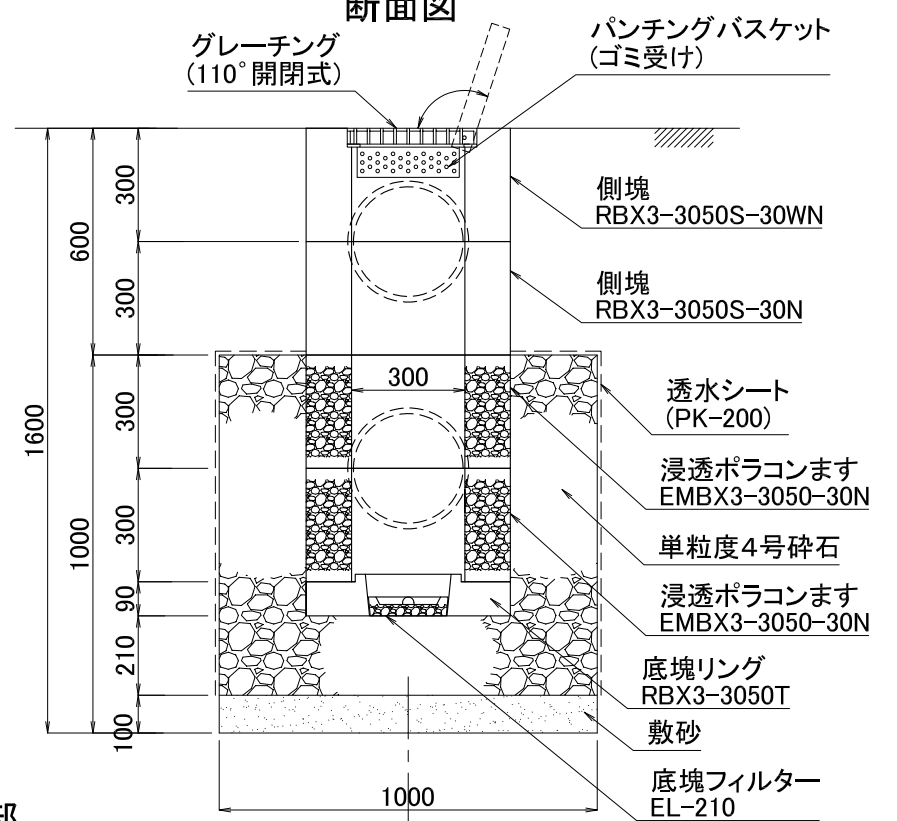 断面図
グレーチング
(110°開閉式)
パンチングバスケット
(ゴミ受け)
側塊
RBX3-3050S-30WN
側塊
RBX3-3050S-30N
透水シート
(PK-200)
浸透ポラコンます
EMBX3-3050-30N
単粒度4号砕石
浸透ポラコンます
EMBX3-3050-30N
底塊リング
RBX3-3050T
敷砂
底塊フィルター
EL-210
1600
600
1000
300
300
300
300
90
210
100
300
1000